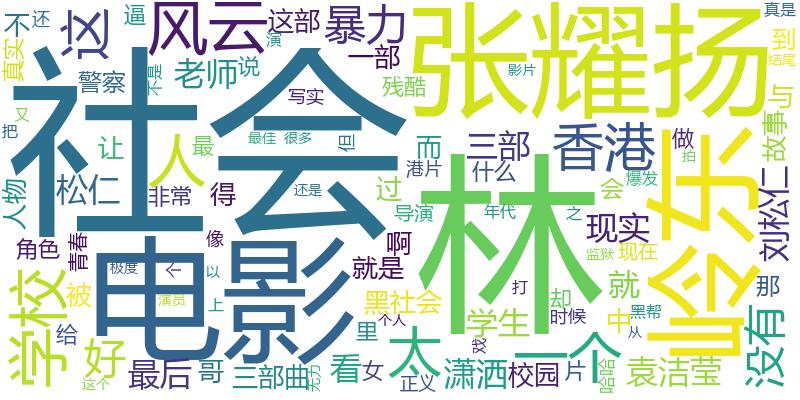 不
还
这
逼
风云
这部
演
暴力
张耀扬
真是
到
结尾
真实
警察
老师
说
不是
一部
残酷
影片
与
社会
写实
又
把
让
最
人
最佳
很多
但
而
三部
香港
做
故事
港片
什么
林
岭东
人物
松仁
非常
得
还是
过
会
爆发
刘松仁
导演
年代
之
拍
现实
角色
青春
极度
个
像
以
上
啊
就是
监狱
现在
那
电影
学校
被
演员
黑社会
里
个人
学生
打
却
时候
就
中
黑帮
从
没有
给
好
这个
最后
哥
三部曲
无力
看
女
太
正义
戏
潇洒
校园
一个
片
哈哈
袁洁莹